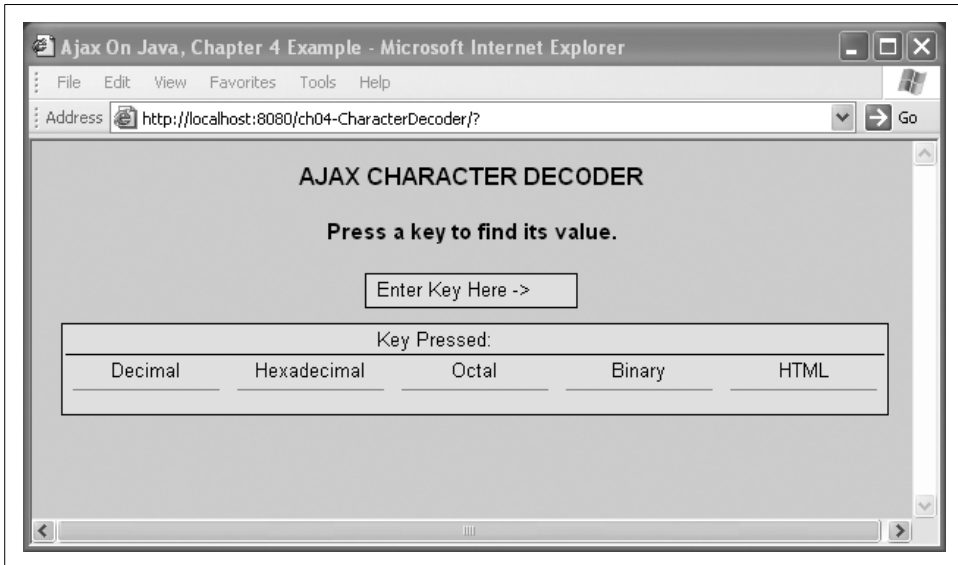 Ajax On Java, Chapter 4 Example - Microsoft Internet Explorer
File Edit View Favorites Tools Help
Address http://localhost:8080/ch04-CharacterDecoder/? Go
AJAX CHARACTER DECODER
Press a key to find its value.
Enter Key Here ->
Key Pressed:
Decimal Hexadecimal Octal Binary HTML